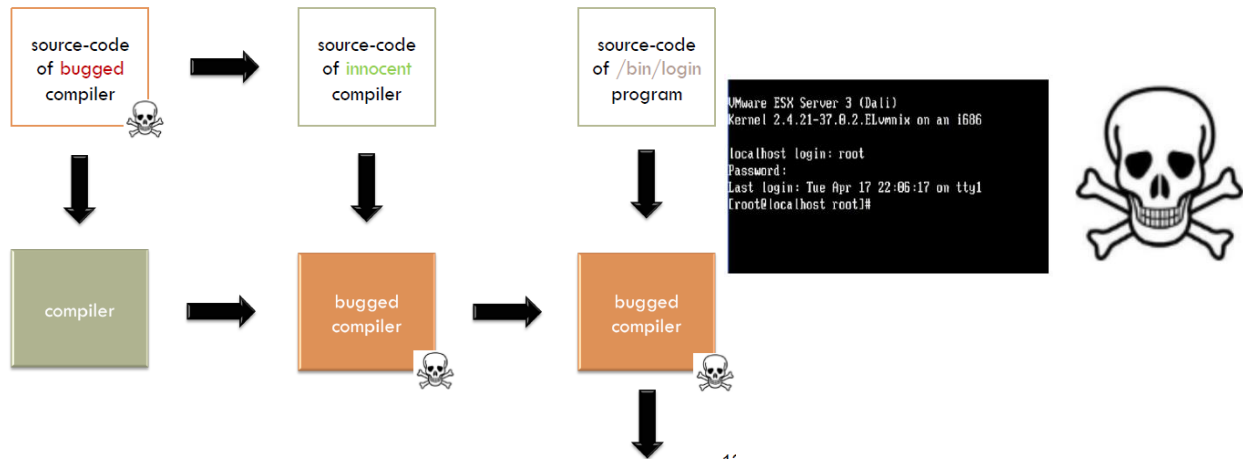 source-code
of bugged
compiler
source-code
of innocent
compiler
source-code
of /bin/login
program
VMware ESX Server 3 (Dali)
Kernel 2.4.21-37.0.2.ELvmnix on an i686
localhost login: root
Password:
Last login: Tue Apr 17 22:06:17 on tty1
[root@localhost root]#
compiler
bugged
compiler
bugged
compiler